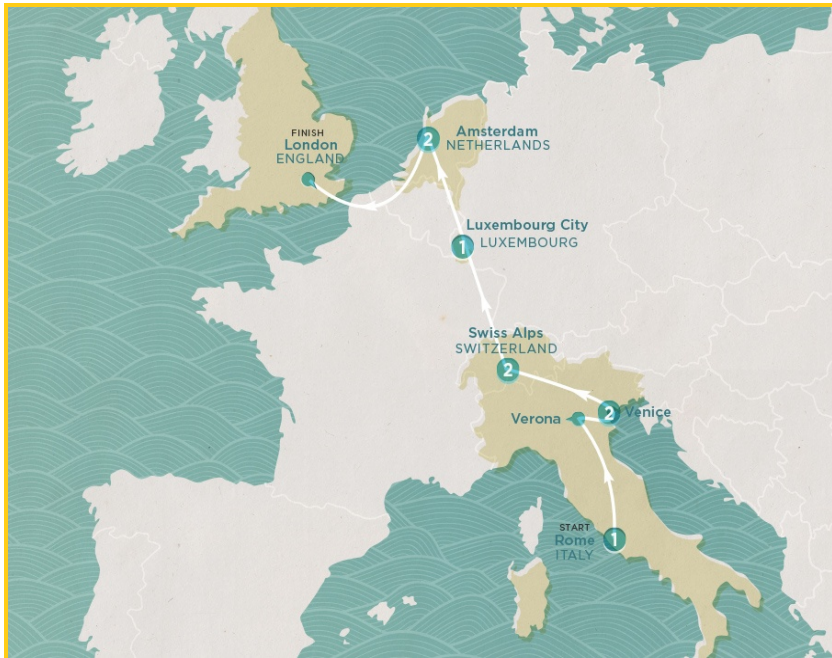 FINISH
London
ENGLAND
2
Amsterdam
NETHERLANDS
Luxembourg City
1
LUXEMBOURG
Swiss Alps
SWITZERLAND
2
Verona
2
Venice
START
Rome
1
ITALY